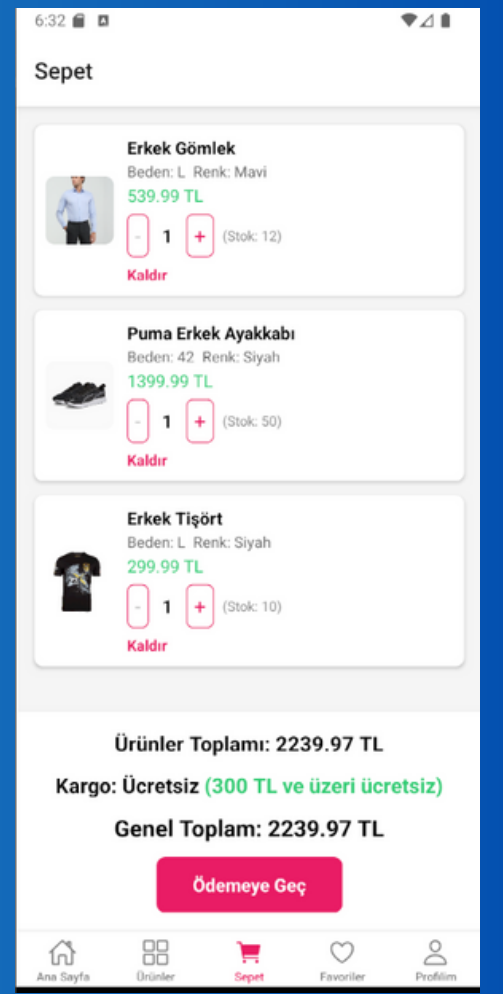 6:32
Sepet
Erkek Gömlek
Beden: L Renk: Mavi
539.99 TL
- 1 + (Stok: 12)
Kaldır
Puma Erkek Ayakkabı
Beden: 42 Renk: Siyah
1399.99 TL
- 1 + (Stok: 50)
Kaldır
Erkek Tişört
Beden: L Renk: Siyah
299.99 TL
- 1 + (Stok: 10)
Kaldır
Ürünler Toplamı: 2239.97 TL
Kargo: Ücretsiz (300 TL ve üzeri ücretsiz)
Genel Toplam: 2239.97 TL
Ödemeye Geç
Ana Sayfa Ürünler Sepet Favoriler Profilim